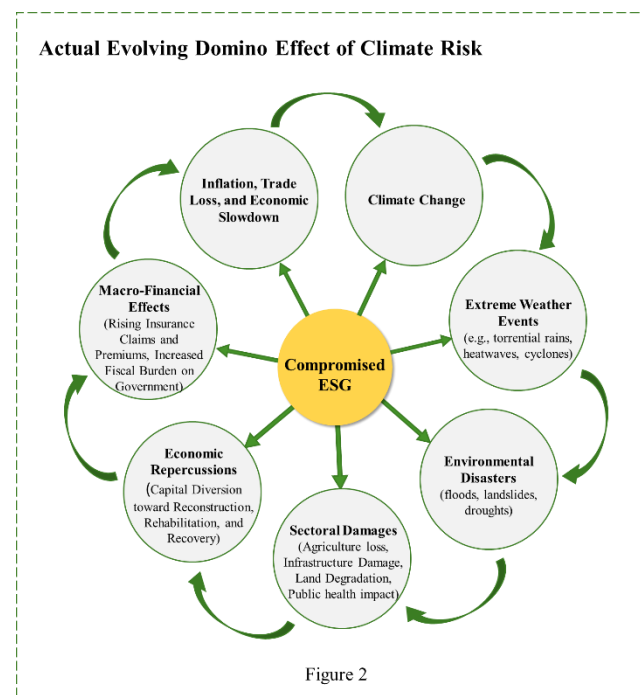 Actual Evolving Domino Effect of Climate Risk
Inflation, Trade
Loss, and Economic
Slowdown
Climate Change
Macro-Financial
Effects
(Rising Insurance
Claims and
Premiums, Increased
Fiscal Burden on
Government)
Extreme Weather
Events
(e.g., torrential rains,
heatwaves, cyclones)
Compromised
ESG
Economic
Repercussions
(Capital Diversion
toward Reconstruction,
Rehabilitation, and
Recovery)
Environmental
Disasters
(floods, landslides,
droughts)
Sectoral Damages
(Agriculture loss,
Infrastructure Damage,
Land Degradation,
Public health impact)
Figure 2